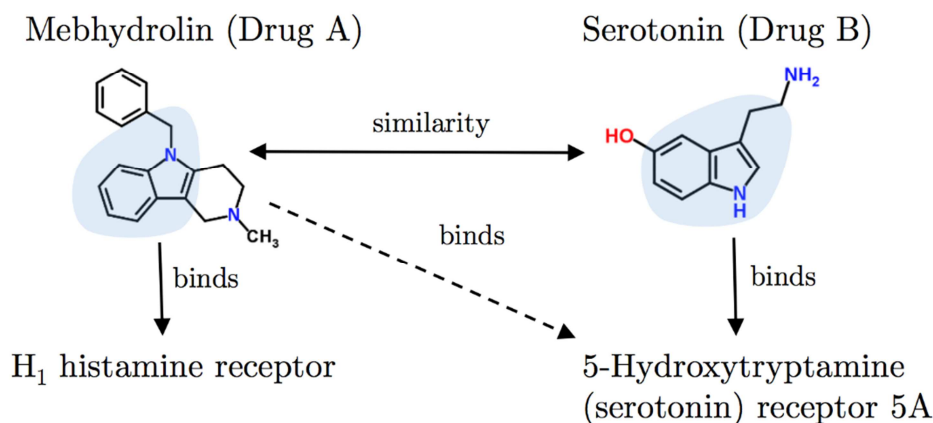 Mebhydrolin (Drug A)
Serotonin (Drug B)
NH₂
similarity
HO
N
N
H
N
CH₃
binds
binds
binds
H₁ histamine receptor
5-Hydroxytryptamine
(serotonin) receptor 5A